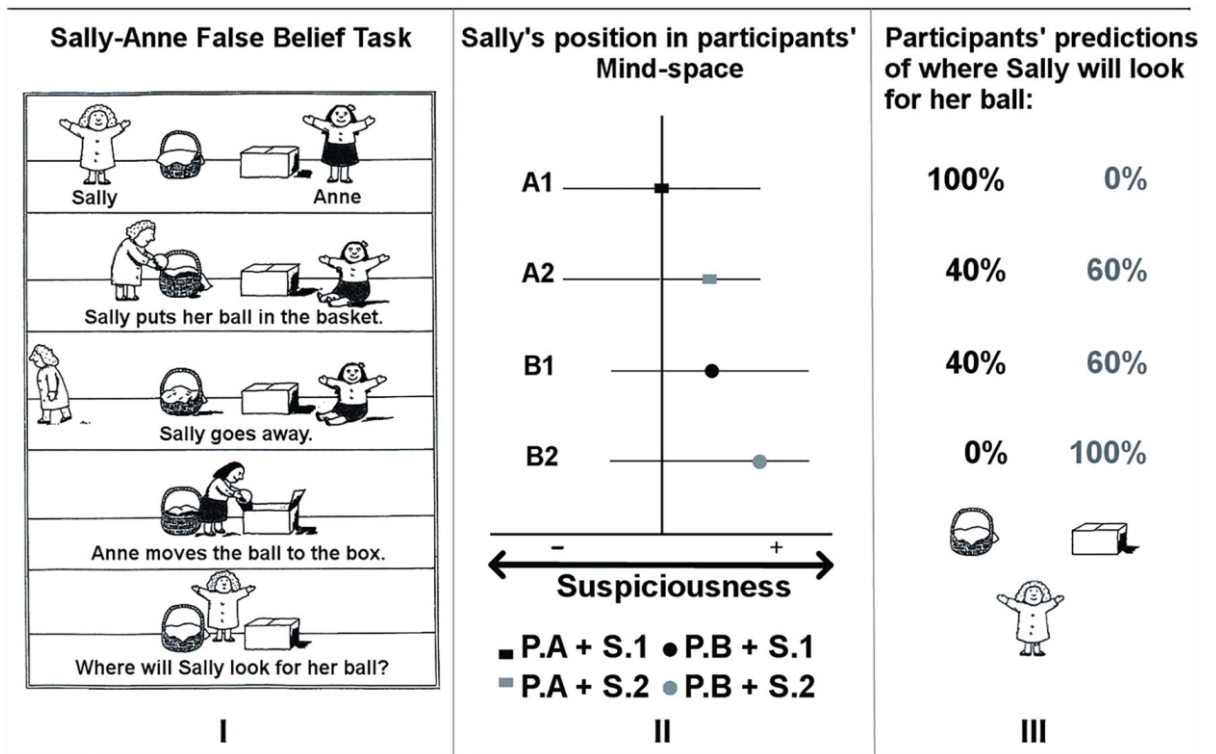 Sally-Anne False Belief Task
Sally
Anne
Sally puts her ball in the basket.
Sally goes away.
Anne moves the ball to the box.
Where will Sally look for her ball?
I
Sally's position in participants'
Mind-space
A1
A2
B1
B2
– +
Suspiciousness
P.A + S.1 P.B + S.1
P.A + S.2 P.B + S.2
II
Participants' predictions
of where Sally will look
for her ball:
100% 0%
40% 60%
40% 60%
0% 100%
III